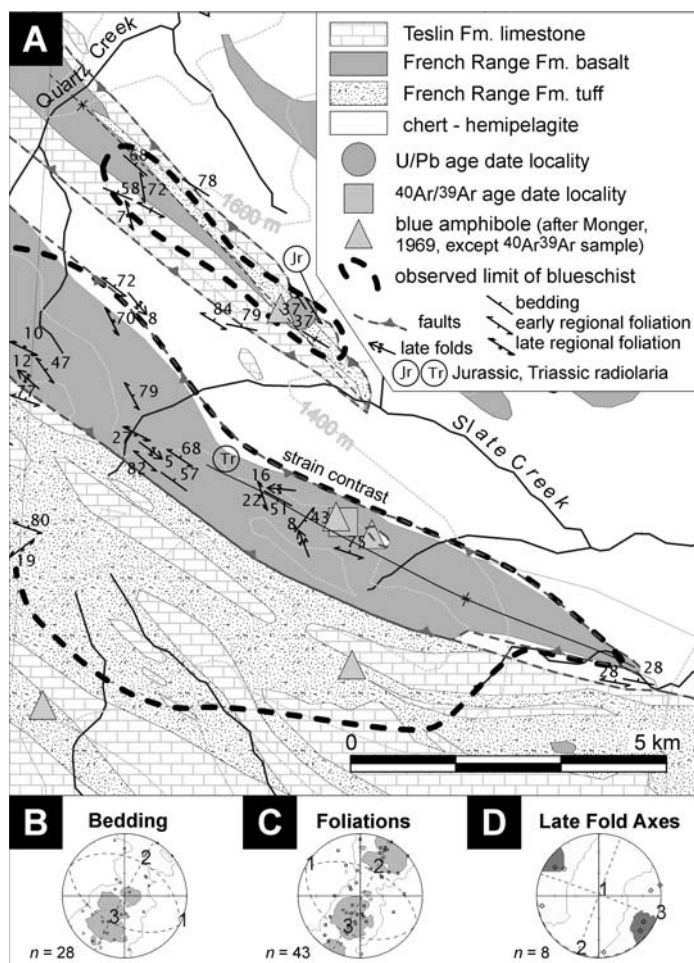 A
Quartz Creek
Teslin Fm. limestone
French Range Fm. basalt
French Range Fm. tuff
chert - hemipelagite
U/Pb age date locality
40Ar/39Ar age date locality
blue amphibole (after Monger,
1969, except 40Ar39Ar sample)
observed limit of blueschist
bedding
faults
early regional foliation
late folds
late regional foliation
Jr Tr Jurassic, Triassic radiolaria
68
78
58
72
1600 m
Jr
72
37
37
8
84
79
70
10
12
47
79
1400 m
Slate Creek
27
68
Tr
5
57
82
strain contrast
16
22
51
8
43
75
80
19
28
28
0
5 km
B
Bedding
2
3
1
n = 28
C
Foliations
1
2
3
n = 43
D
Late Fold Axes
1
3
2
n = 8